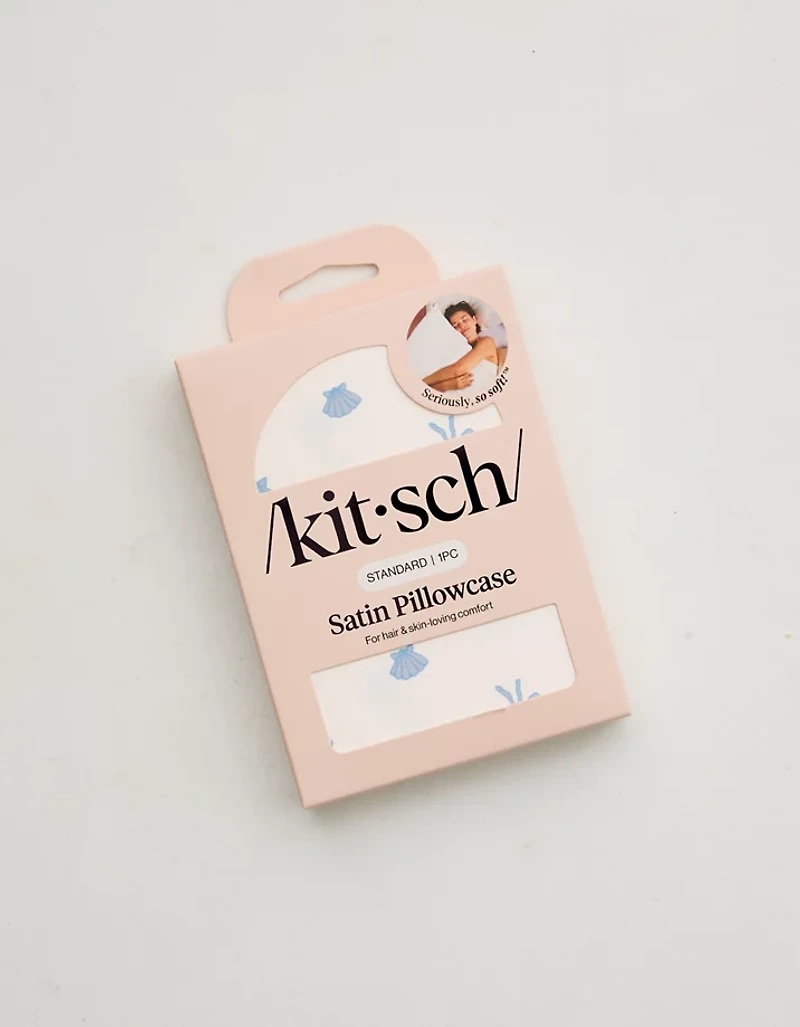 Seriously, so soft!™
/kit·sch/
STANDARD | 1PC
Satin Pillowcase
For hair & skin-loving comfort